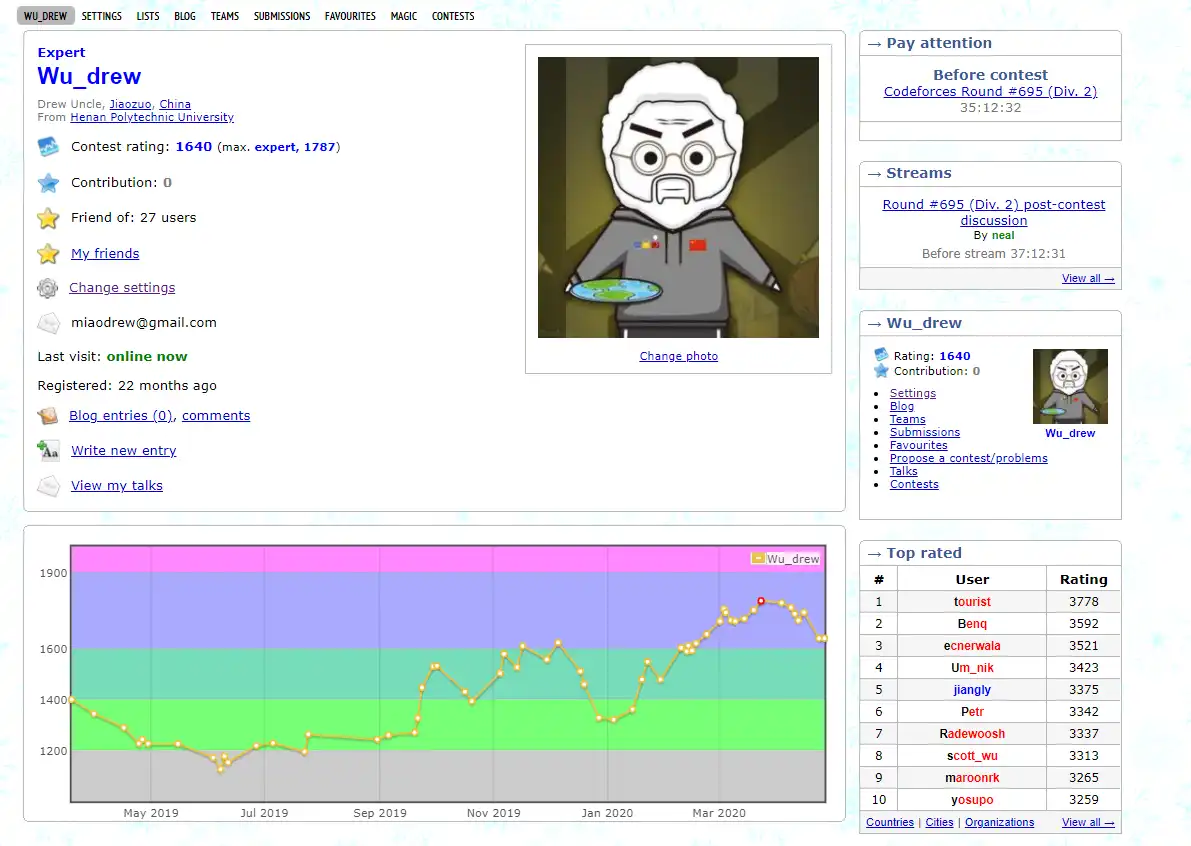 WU_DREW SETTINGS LISTS BLOG TEAMS SUBMISSIONS FAVOURITES MAGIC CONTESTS
Expert
Wu_drew
Drew Uncle, Jiaozuo, China
From Henan Polytechnic University
Contest rating: 1640 (max. expert, 1787)
Contribution: 0
Friend of: 27 users
My friends
Change settings
miaodrew@gmail.com
Last visit: online now
Registered: 22 months ago
Blog entries (0), comments
Write new entry
View my talks
Change photo
Wu_drew
1900
1600
1400
1200
May 2019 Jul 2019 Sep 2019 Nov 2019 Jan 2020 Mar 2020
→ Pay attention
Before contest
Codeforces Round #695 (Div. 2)
35:12:32
→ Streams
Round #695 (Div. 2) post-contest
discussion
By neal
Before stream 37:12:31
View all →
→ Wu_drew
Rating: 1640
Contribution: 0
Settings
Blog
Teams
Submissions
Favourites
Propose a contest/problems
Talks
Contests
Wu_drew
→ Top rated
# User Rating
1 tourist 3778
2 Benq 3592
3 ecnerwala 3521
4 Um_nik 3423
5 jiangly 3375
6 Petr 3342
7 Radewoosh 3337
8 scott_wu 3313
9 maroonrk 3265
10 yosupo 3259
Countries | Cities | Organizations View all →